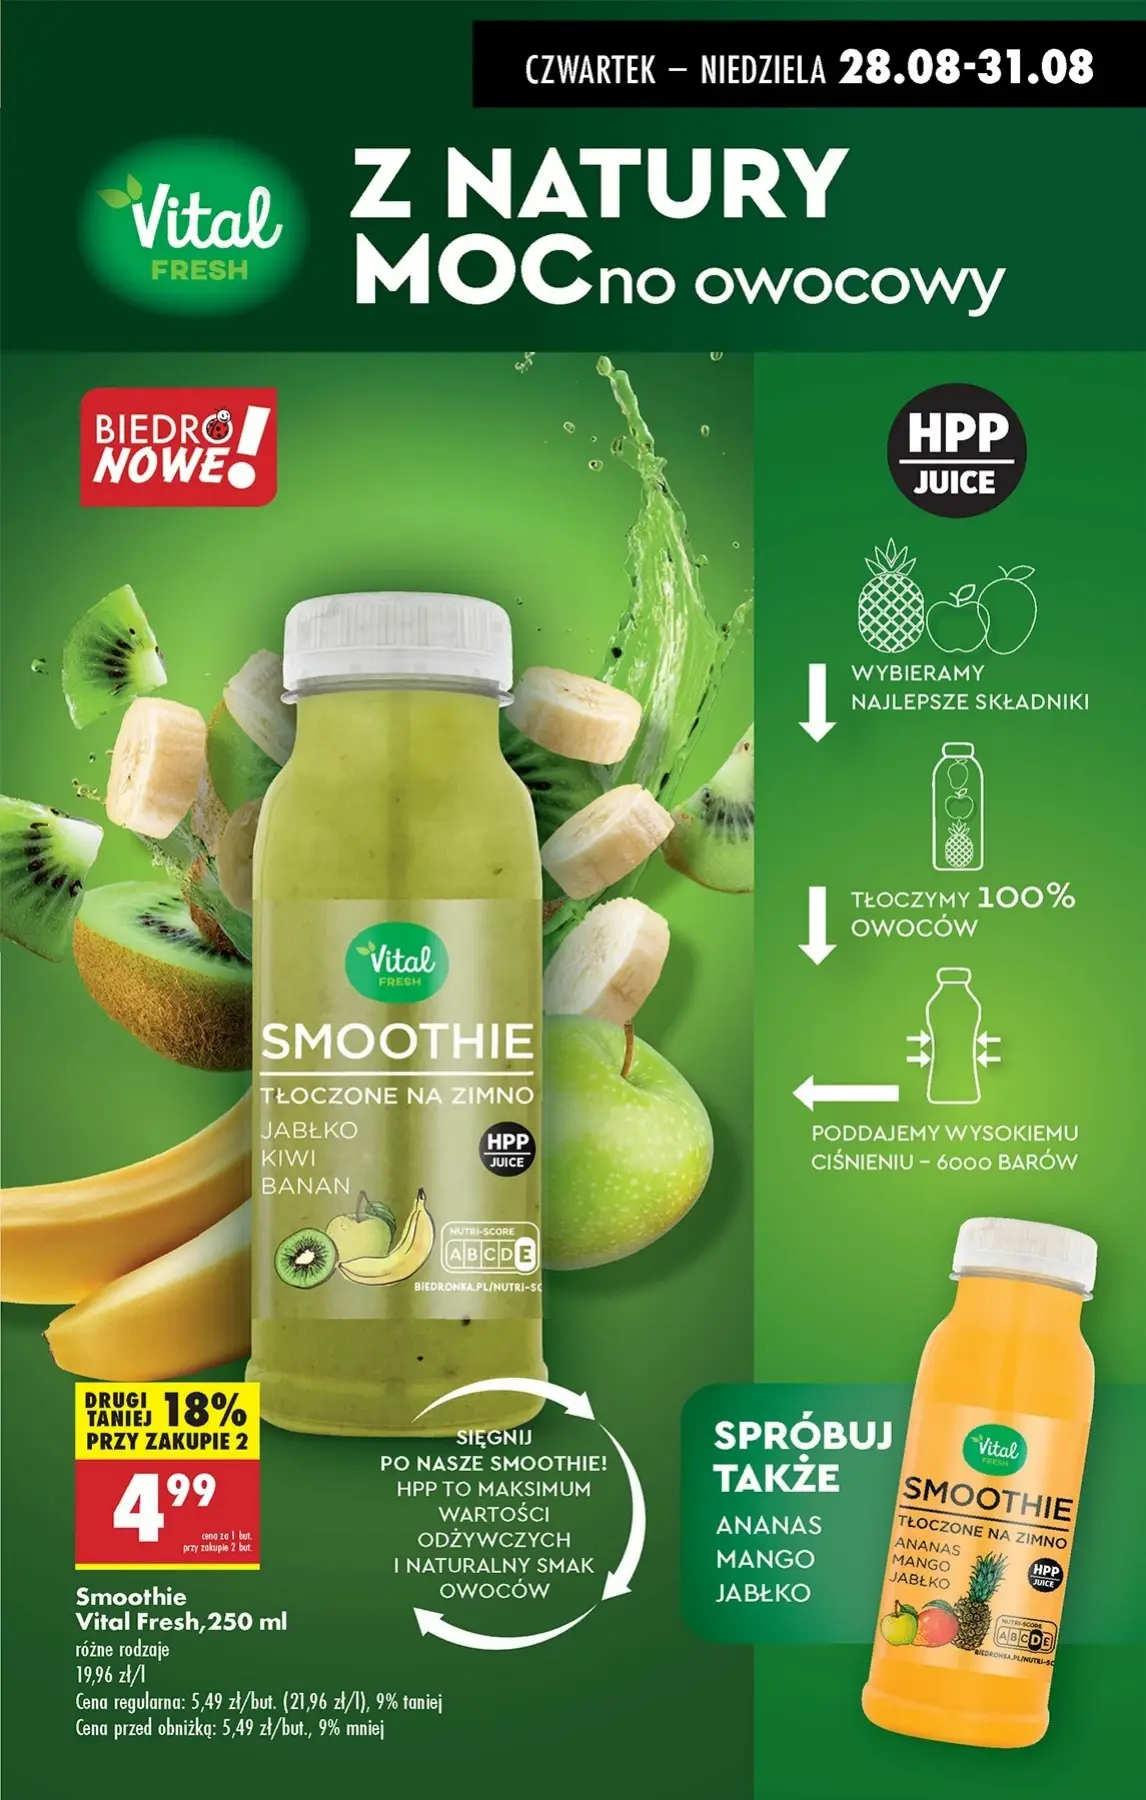 CZWARTEK – NIEDZIELA 28.08-31.08
Vital
FRESH
Z NATURY
MOCno owocowy
BIEDRO
NOWE!
HPP
JUICE
WYBIERAMY
NAJLEPSZE SKŁADNIKI
TŁOCZYMY 100%
OWOCÓW
PODDAJEMY WYSOKIEMU
CIŚNIENIU – 6000 BARÓW
Vital
FRESH
SMOOTHIE
TŁOCZONE NA ZIMNO
JABŁKO
KIWI
BANAN
HPP
JUICE
NUTRI-SCORE
A B C D E
BIEDRONKA.PL/NUTRI-SC
DRUGI
TANIEJ 18%
PRZY ZAKUPIE 2
4 99
cena za 1 but.
przy zakupie 2 but.
Smoothie
Vital Fresh, 250 ml
różne rodzaje
19,96 zł/l
Cena regularna: 5,49 zł/but. (21,96 zł/l), 9% taniej
Cena przed obniżką: 5,49 zł/but., 9% mniej
SIĘGNIJ
PO NASZE SMOOTHIE!
HPP TO MAKSIMUM
WARTOŚCI
ODŻYWCZYCH
I NATURALNY SMAK
OWOCÓW
SPRÓBUJ
TAKŻE
ANANAS
MANGO
JABŁKO
Vital
FRESH
SMOOTHIE
TŁOCZONE NA ZIMNO
ANANAS
MANGO
JABŁKO
HPP
JUICE
NUTRI-SCORE
A B C D E
BIEDRONKA.PL/NUTRI-SC